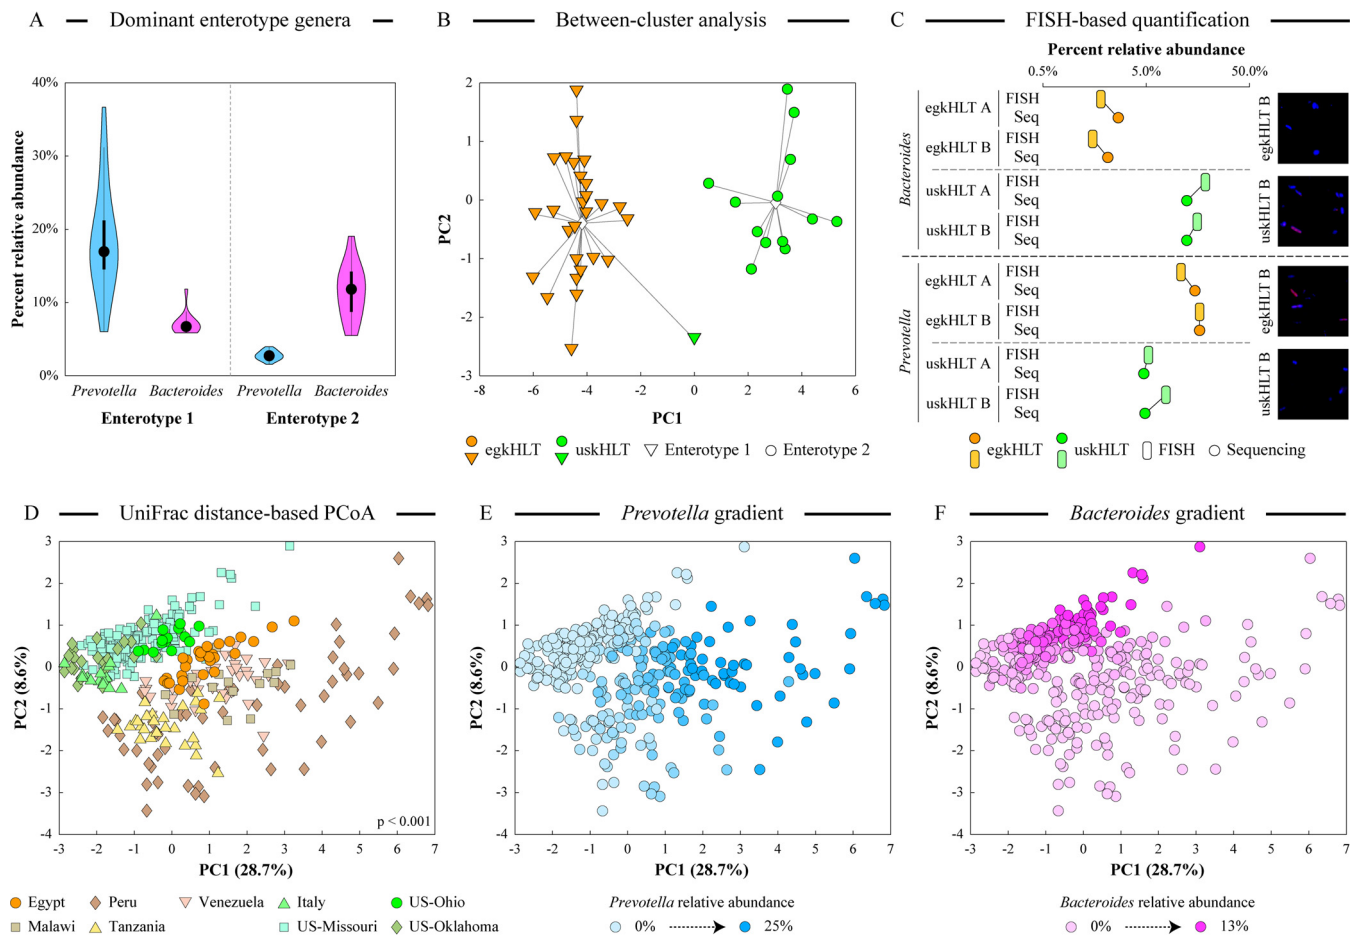 A Dominant enterotype genera
Percent relative abundance
40%
30%
20%
10%
0%
Prevotella Bacteroides Prevotella Bacteroides
Enterotype 1 Enterotype 2
B Between-cluster analysis
PC2
2
1
0
-1
-2
-3
-8 -6 -4 -2 0 2 4 6
PC1
egkHLT uskHLT Enterotype 1 Enterotype 2
C FISH-based quantification
Percent relative abundance
0.5% 5.0% 50.0%
Bacteroides
egkHLT A FISH
Seq
egkHLT B FISH
Seq
uskHLT A FISH
Seq
uskHLT B FISH
Seq
egkHLT B
uskHLT B
Prevotella
egkHLT A FISH
Seq
egkHLT B FISH
Seq
uskHLT A FISH
Seq
uskHLT B FISH
Seq
egkHLT B
uskHLT B
egkHLT uskHLT FISH Sequencing
D UniFrac distance-based PCoA
PC2 (8.6%)
3
2
1
0
-1
-2
-3
-4
p < 0.001
-3 -2 -1 0 1 2 3 4 5 6 7
PC1 (28.7%)
Egypt Peru Venezuela Italy US-Ohio
Malawi Tanzania US-Missouri US-Oklahoma
E Prevotella gradient
PC2 (8.6%)
3
2
1
0
-1
-2
-3
-4
-3 -2 -1 0 1 2 3 4 5 6 7
PC1 (28.7%)
Prevotella relative abundance
0% 25%
F Bacteroides gradient
PC2 (8.6%)
3
2
1
0
-1
-2
-3
-4
-3 -2 -1 0 1 2 3 4 5 6 7
PC1 (28.7%)
Bacteroides relative abundance
0% 13%